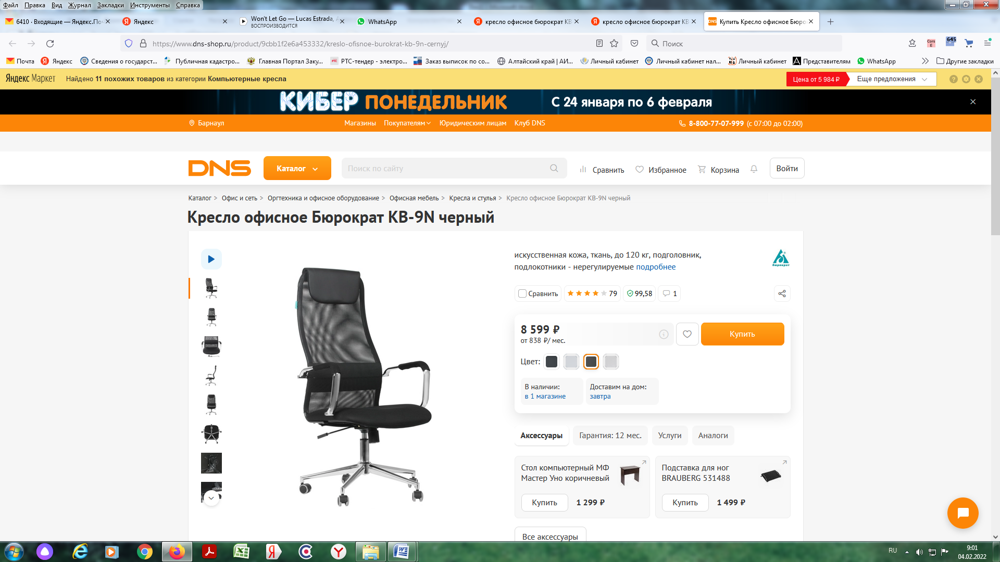 Файл Правка Вид Журнал Закладки Инструменты Справка
6410 · Входящие — Яндекс.По
Яндекс
Won't Let Go — Lucas Estrada,
ВОСПРОИЗВОДИТСЯ
WhatsApp
кресло офисное бюрократ KB
кресло офисное бюрократ KB
DNS
Купить Кресло офисное Бюро
https://www.dns-shop.ru/product/9cbb1f2e6a453332/kreslo-ofisnoe-burokrat-kb-9n-cernyj/
Поиск
645
Почта Яндекс Сведения о государст... Публичная кадастро... Главная Портал Заку... РТС-тендер - электро... Заказ выписок по со... Алтайский край | АИ... Личный кабинет Личный кабинет нал... Личный кабинет Представителям WhatsApp Другие закладки
Яндекс Маркет Найдено 11 похожих товаров из категории Компьютерные кресла
Цена от 5 984 ₽ Еще предложения
КИБЕР ПОНЕДЕЛЬНИК С 24 января по 6 февраля
Барнаул Магазины Покупателям Юридическим лицам Клуб DNS 8-800-77-07-999 (с 07:00 до 02:00)
DNS Каталог Поиск по сайту Сравнить Избранное Корзина Войти
Каталог > Офис и сеть > Оргтехника и офисное оборудование > Офисная мебель > Кресла и стулья > Кресло офисное Бюрократ KB-9N черный
Кресло офисное Бюрократ KB-9N черный
искусственная кожа, ткань, до 120 кг, подголовник,
подлокотники - нерегулируемые подробнее
бюрократ
Сравнить 79 99,58 1
8 599 ₽
от 838 ₽/ мес.
Купить
Цвет:
В наличии:
в 1 магазине
Доставим на дом:
завтра
Аксессуары Гарантия: 12 мес. Услуги Аналоги
Стол компьютерный МФ
Мастер Уно коричневый
Купить 1 299 ₽
Подставка для ног
BRAUBERG 531488
Купить 1 499 ₽
Все аксессуары
RU
9:01
04.02.2022